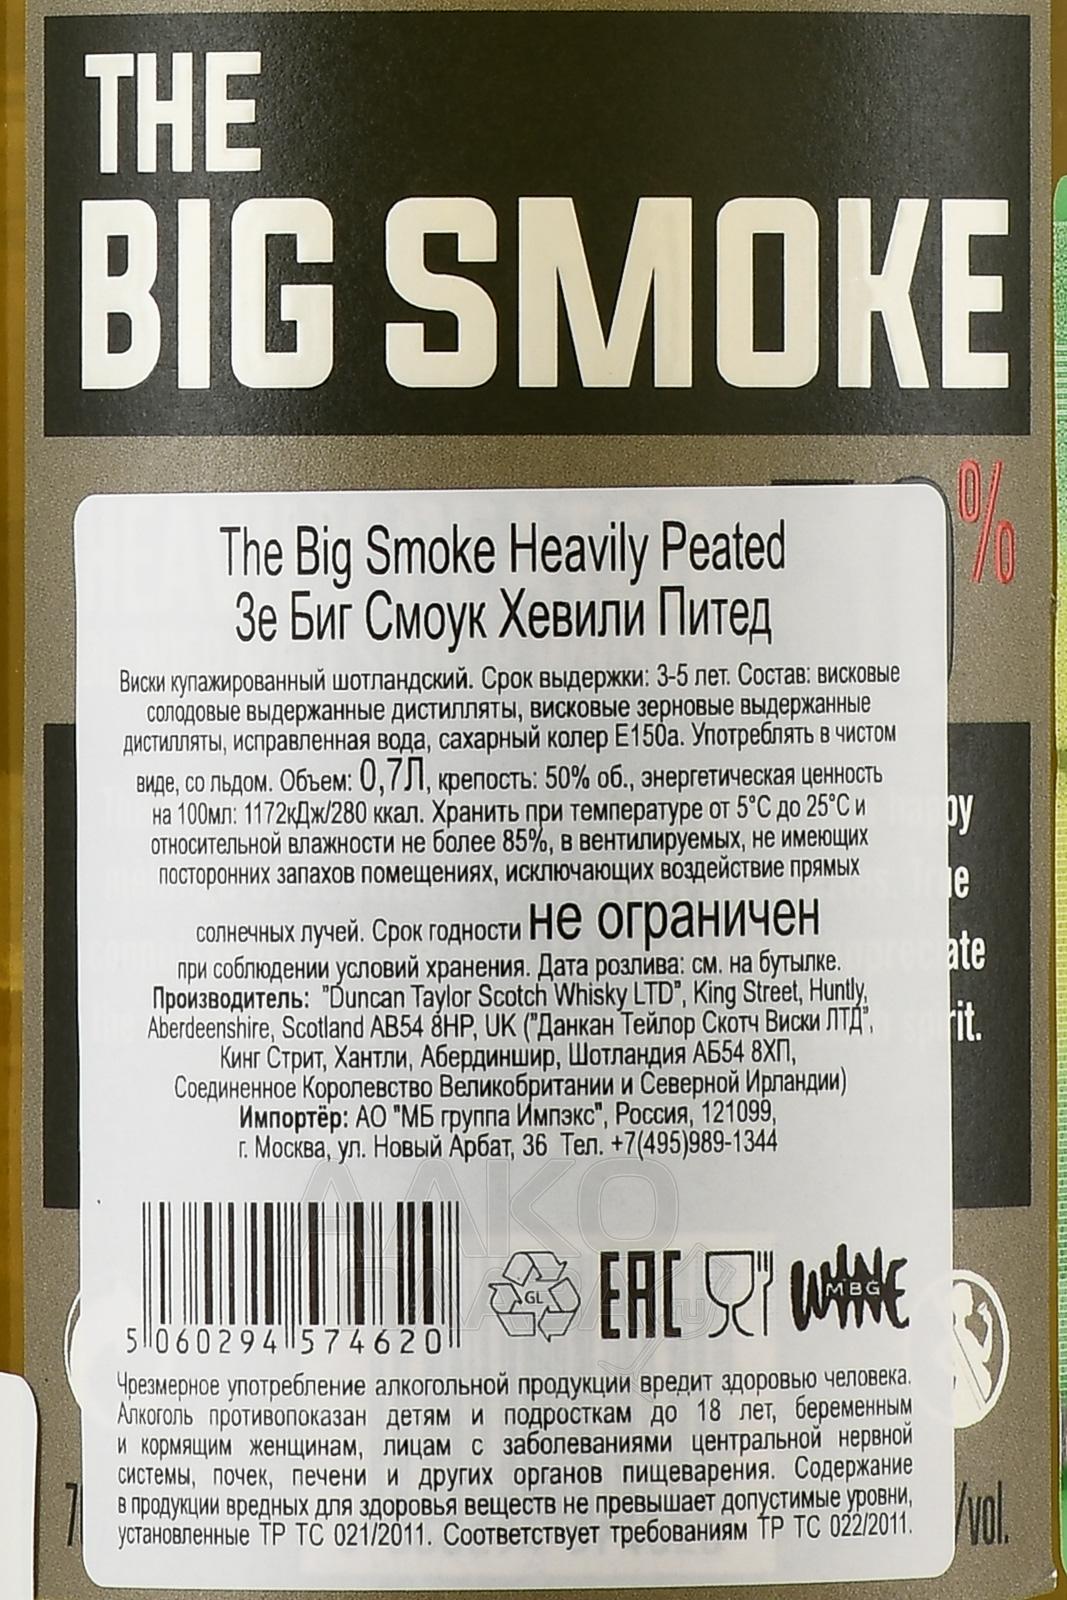 THE
BIG SMOKE
%
The Big Smoke Heavily Peated
Зе Биг Смоук Хевили Питед
Виски купажированный шотландский. Срок выдержки: 3-5 лет. Состав: висковые
солодовые выдержанные дистилляты, висковые зерновые выдержанные
дистилляты, исправленная вода, сахарный колер Е150а. Употреблять в чистом
виде, со льдом. Объем: 0,7Л, крепость: 50% об., энергетическая ценность
на 100мл: 1172кДж/280 ккал. Хранить при температуре от 5°С до 25°С и
относительной влажности не более 85%, в вентилируемых, не имеющих
посторонних запахов помещениях, исключающих воздействие прямых
солнечных лучей. Срок годности не ограничен
при соблюдении условий хранения. Дата розлива: см. на бутылке.
Производитель: "Duncan Taylor Scotch Whisky LTD", King Street, Huntly,
Aberdeenshire, Scotland AB54 8HP, UK ("Данкан Тейлор Скотч Виски ЛТД",
Кинг Стрит, Хантли, Абердиншир, Шотландия АБ54 8ХП,
Соединенное Королевство Великобритании и Северной Ирландии)
Импортёр: АО "МБ группа Импэкс", Россия, 121099,
г. Москва, ул. Новый Арбат, 36 Тел. +7(495)989-1344
5 060294 574620
GL
EAC
WINE
MBG
Чрезмерное употребление алкогольной продукции вредит здоровью человека.
Алкоголь противопоказан детям и подросткам до 18 лет, беременным
и кормящим женщинам, лицам с заболеваниями центральной нервной
системы, почек, печени и других органов пищеварения. Содержание
в продукции вредных для здоровья веществ не превышает допустимые уровни,
установленные ТР ТС 021/2011. Соответствует требованиям ТР ТС 022/2011.
/vol.